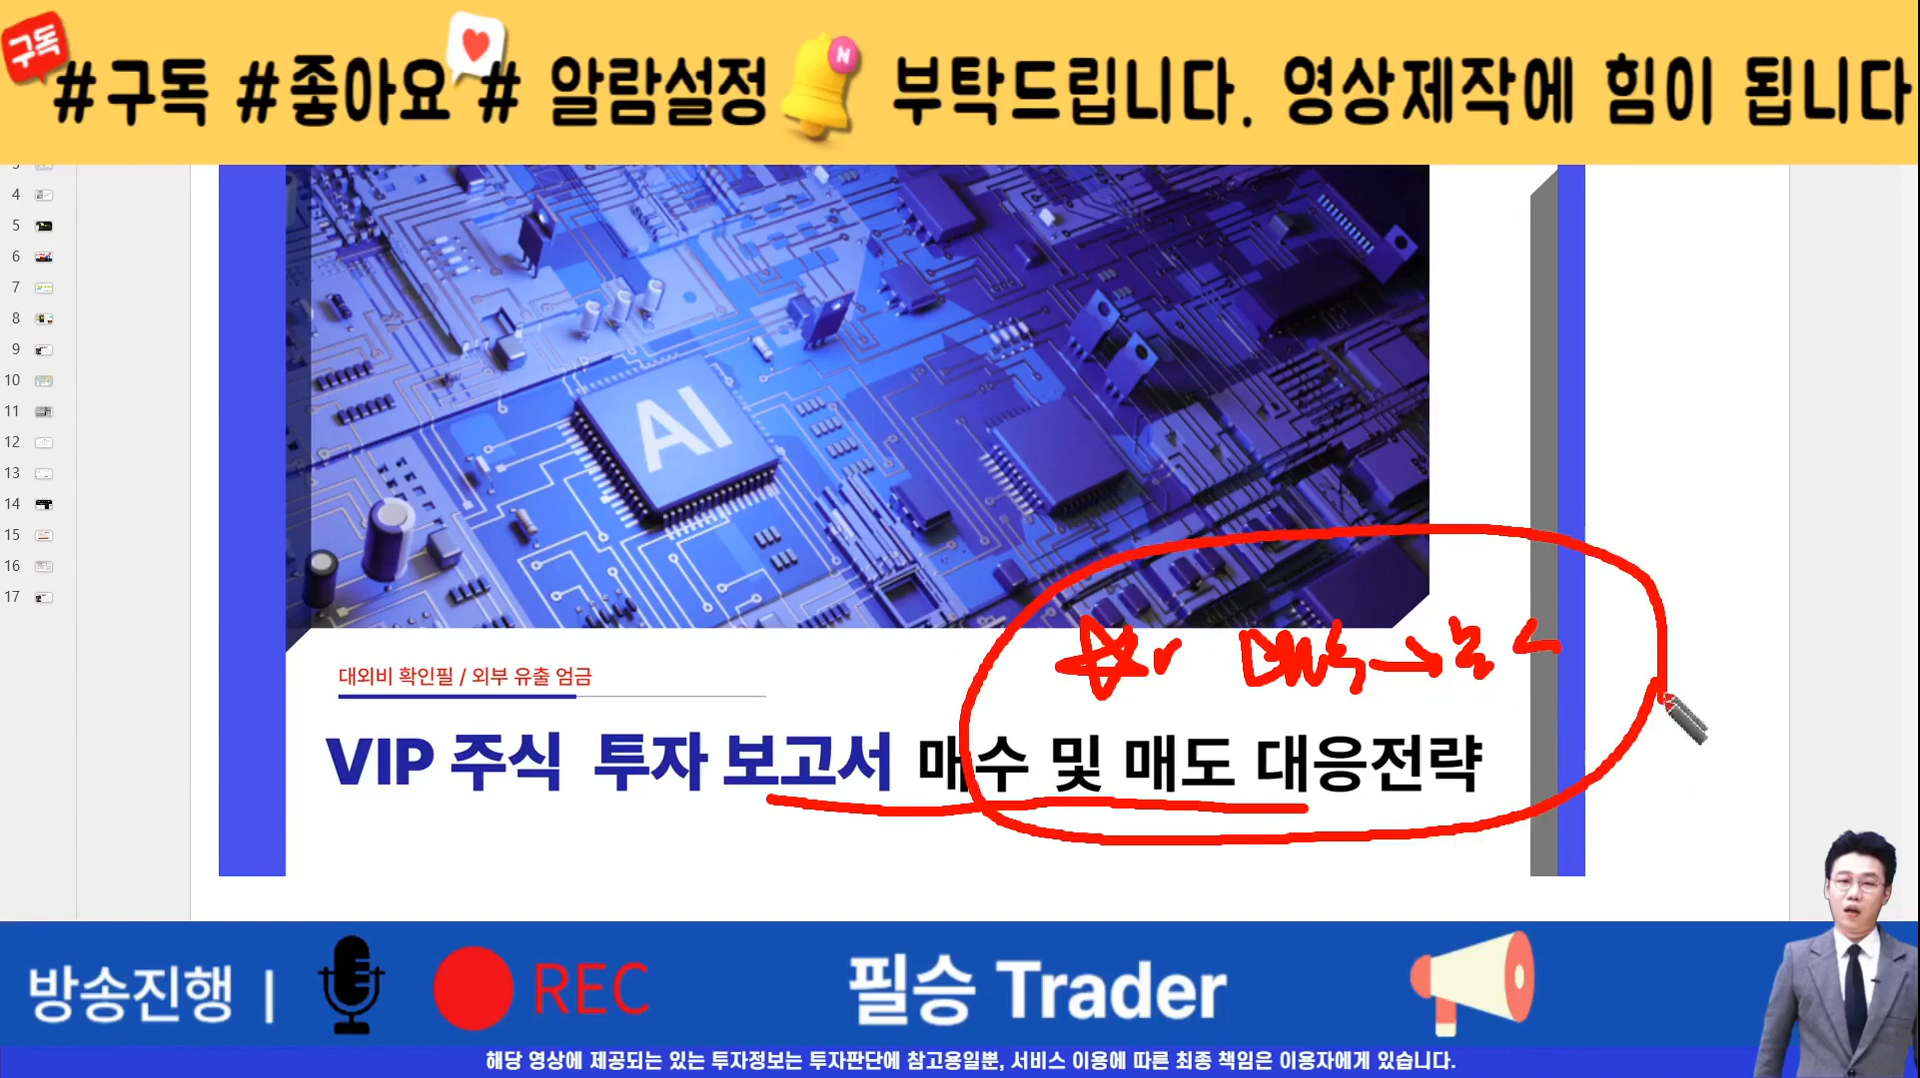 구독
#구독 #좋아요 # 알람설정 N 부탁드립니다. 영상제작에 힘이 됩니다
4
5
6
7
8
9
10
11
12
13
14
15
16
17
AI
대외비 확인필 / 외부 유출 엄금
VIP 주식 투자 보고서 매수 및 매도 대응전략
방송진행 | REC 필승 Trader
해당 영상에 제공되는 있는 투자정보는 투자판단에 참고용일뿐, 서비스 이용에 따른 최종 책임은 이용자에게 있습니다.